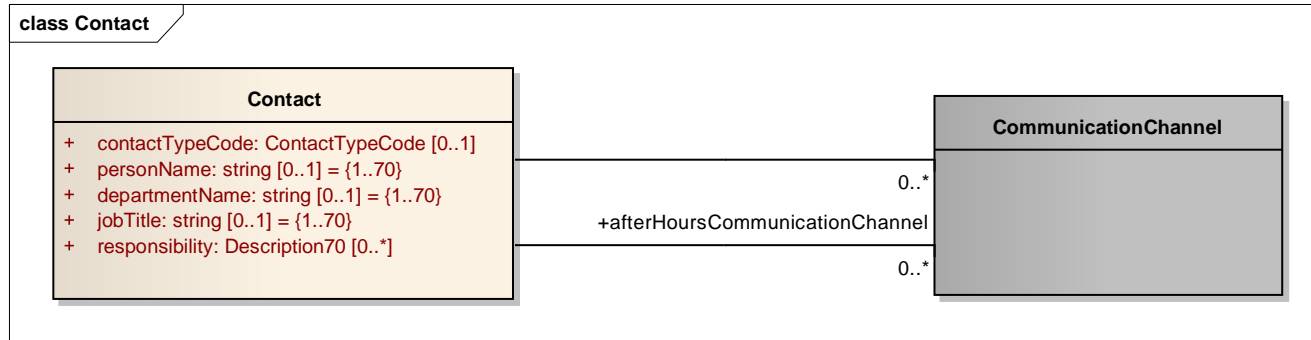 class Contact
Contact
+ contactTypeCode: ContactTypeCode [0..1]
+ personName: string [0..1] = {1..70}
+ departmentName: string [0..1] = {1..70}
+ jobTitle: string [0..1] = {1..70}
+ responsibility: Description70 [0..*]
CommunicationChannel
0..*
+afterHoursCommunicationChannel
0..*